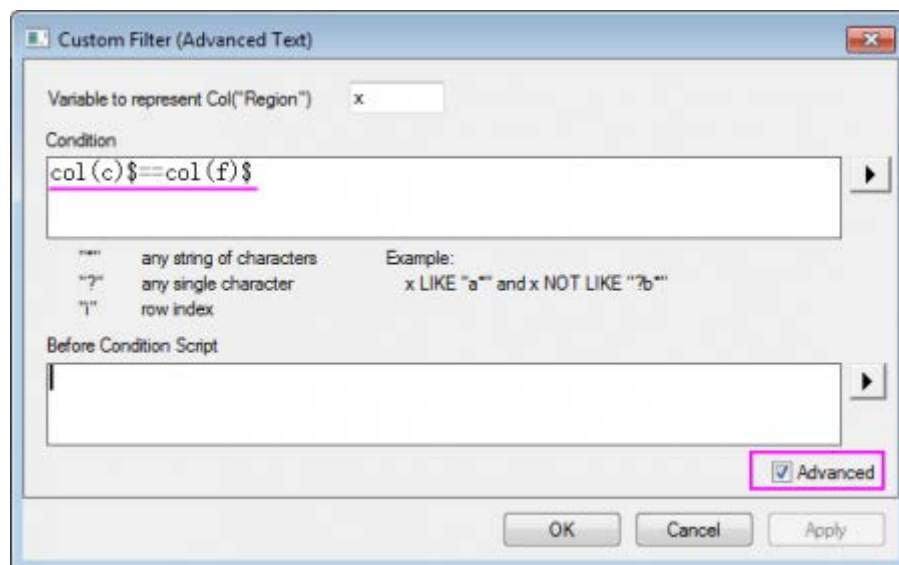 Custom Filter (Advanced Text)
Variable to represent Col("Region") x
Condition
col(c)$==col(f)$
"*" any string of characters Example:
"?" any single character x LIKE "a*" and x NOT LIKE "?b*"
"i" row index
Before Condition Script
Advanced
OK Cancel Apply